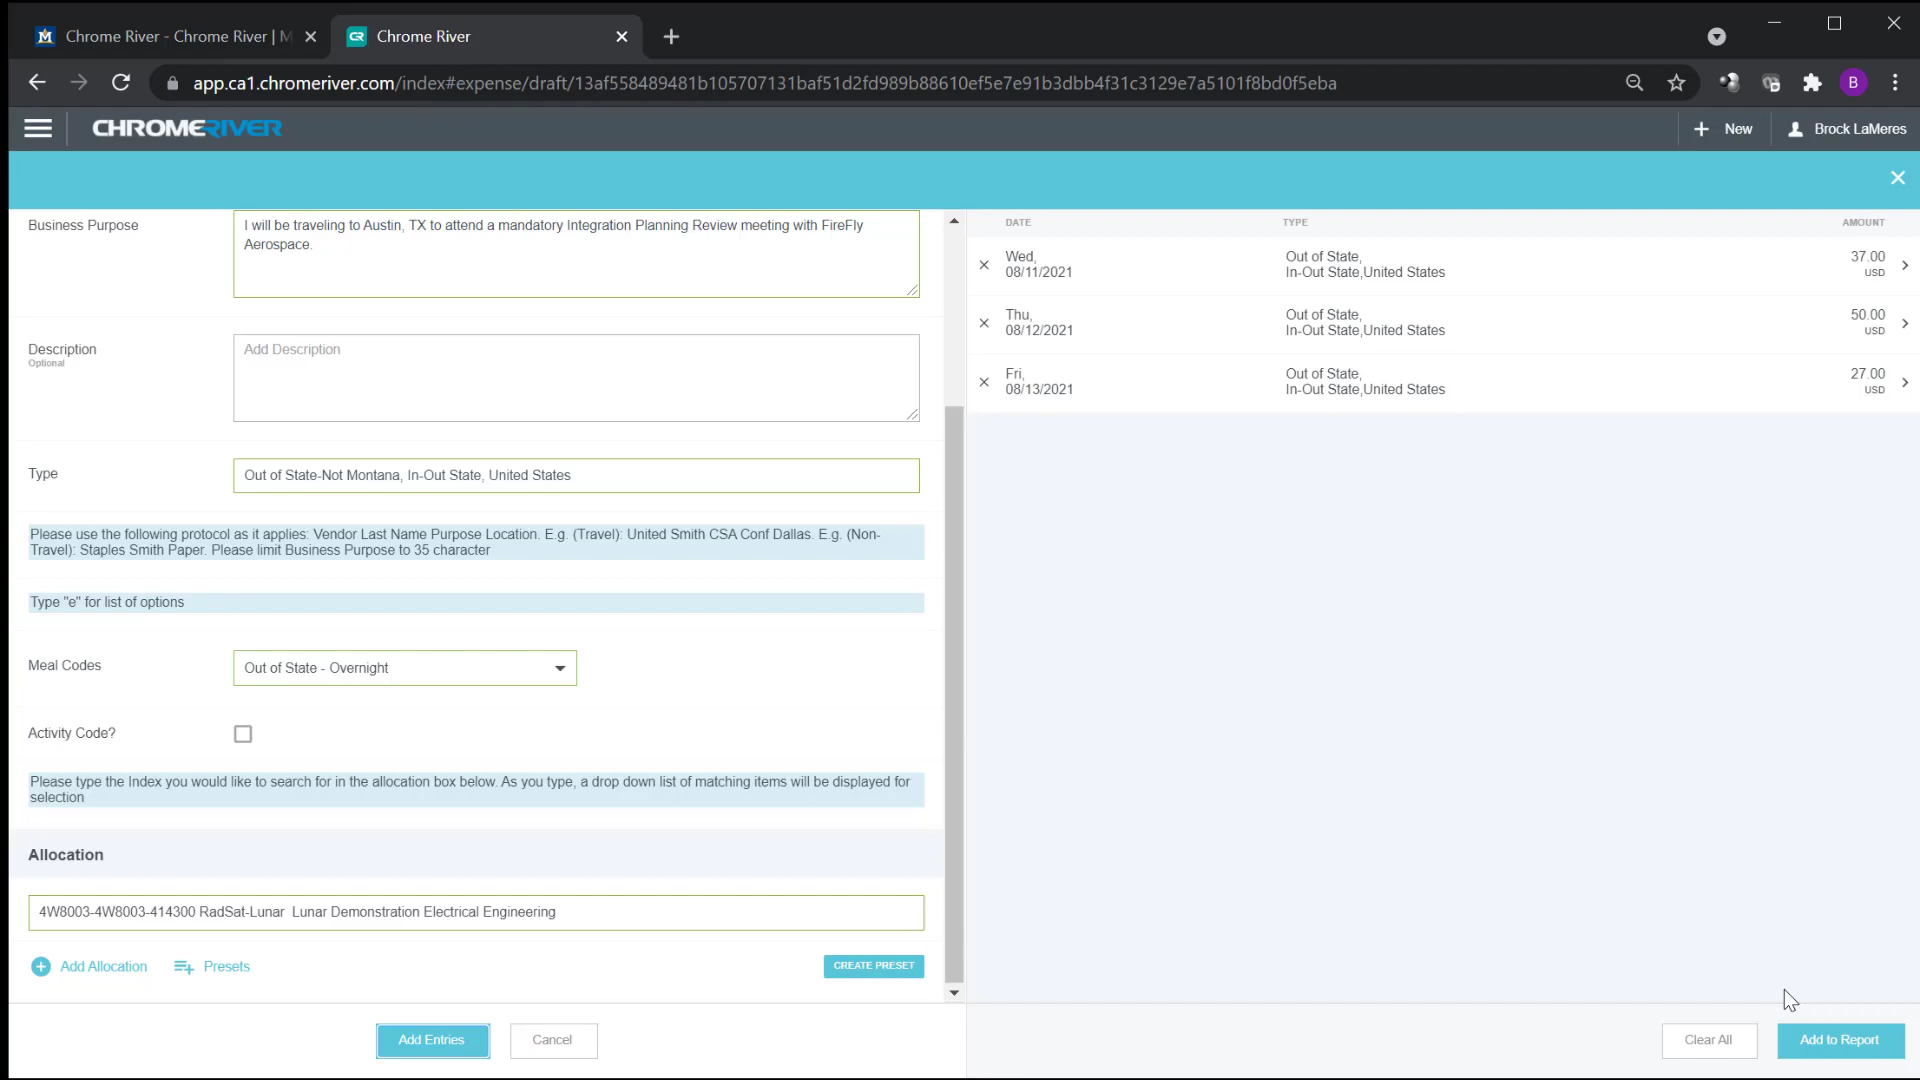 Chrome River - Chrome River | M
Chrome River
app.ca1.chromeriver.com/index#expense/draft/13af558489481b105707131baf51d2fd989b88610ef5e7e91b3dbb4f31c3129e7a5101f8bd0f5eba
B
CHROMERIVER
New
Brock LaMeres
Business Purpose
I will be traveling to Austin, TX to attend a mandatory Integration Planning Review meeting with FireFly
Aerospace.
Description
Optional
Add Description
Type
Out of State-Not Montana, In-Out State, United States
Please use the following protocol as it applies: Vendor Last Name Purpose Location. E.g. (Travel): United Smith CSA Conf Dallas. E.g. (Non-
Travel): Staples Smith Paper. Please limit Business Purpose to 35 character
Type "e" for list of options
Meal Codes
Out of State - Overnight
Activity Code?
Please type the Index you would like to search for in the allocation box below. As you type, a drop down list of matching items will be displayed for
selection
Allocation
4W8003-4W8003-414300 RadSat-Lunar  Lunar Demonstration Electrical Engineering
Add Allocation
Presets
CREATE PRESET
Add Entries
Cancel
DATE TYPE AMOUNT
Wed, Out of State, 37.00
08/11/2021 In-Out State,United States USD
Thu, Out of State, 50.00
08/12/2021 In-Out State,United States USD
Fri, Out of State, 27.00
08/13/2021 In-Out State,United States USD
Clear All
Add to Report